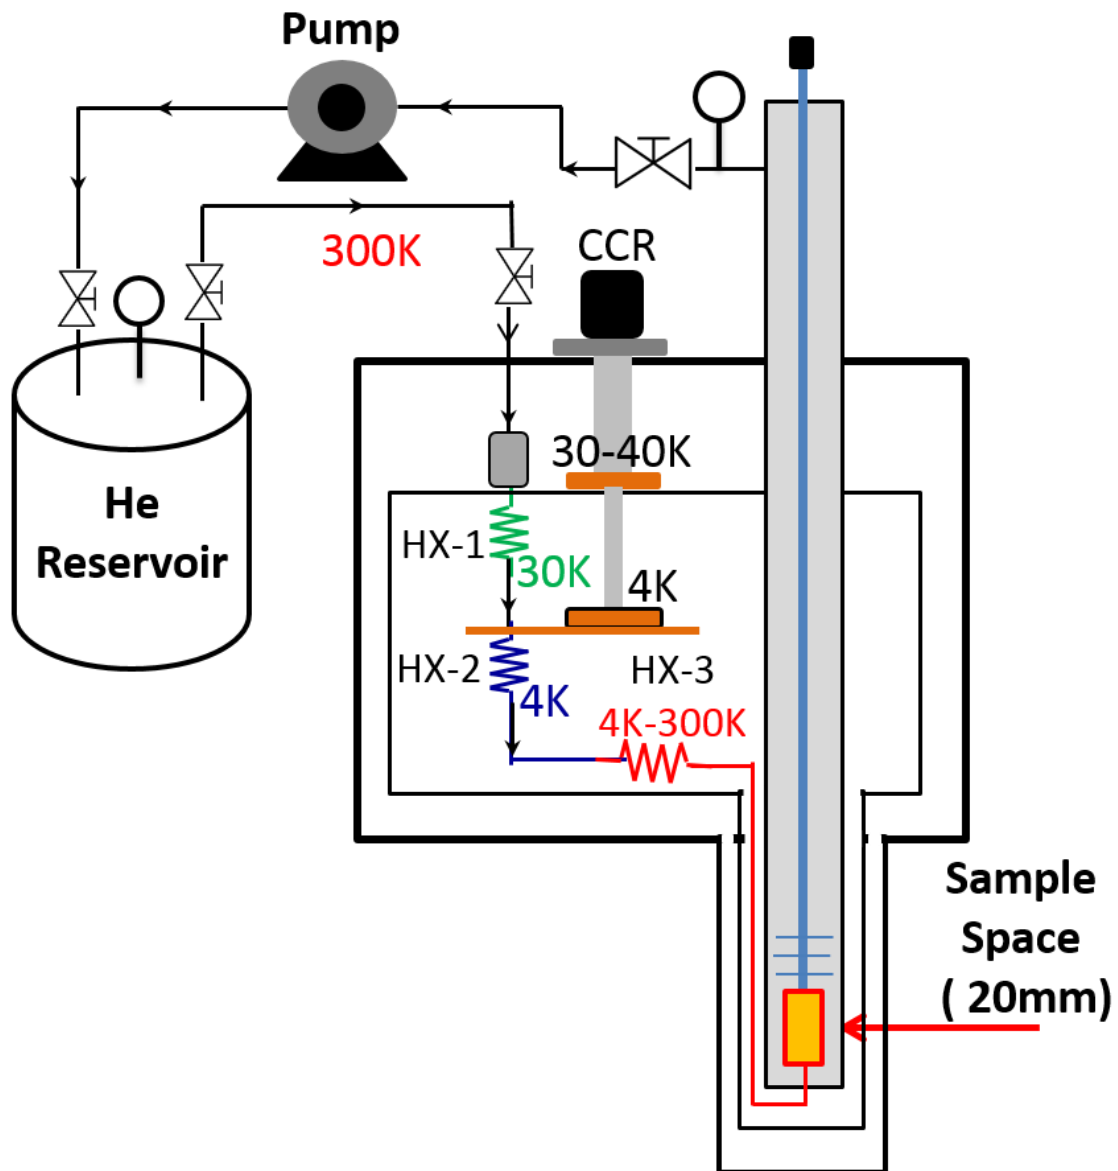 Pump
300K
CCR
30-40K
He
Reservoir
HX-1
30K
4K
HX-2
4K
HX-3
4K-300K
Sample
Space
( 20mm)